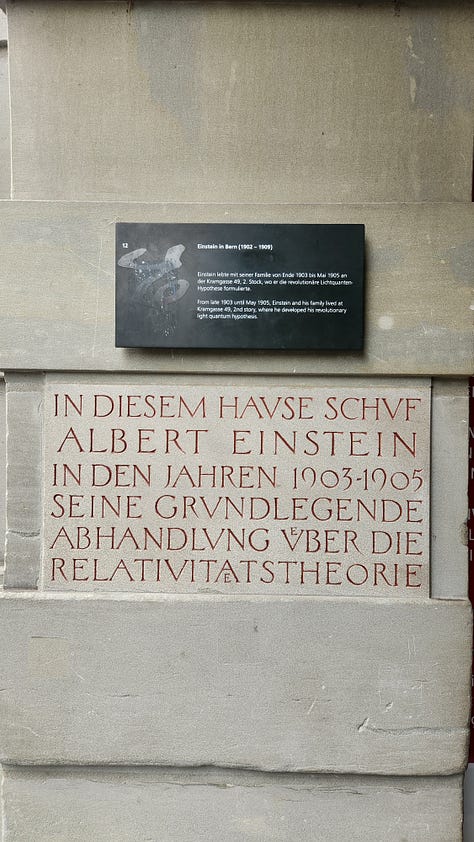 12
Einstein in Bern (1902 – 1909)
Einstein lebte mit seiner Familie von Ende 1903 bis Mai 1905 an
der Kramgasse 49, 2. Stock, wo er die revolutionäre Lichtquanten-
Hypothese formulierte.
From late 1903 until May 1905, Einstein and his family lived at
Kramgasse 49, 2nd story, where he developed his revolutionary
light quantum hypothesis.
IN DIESEM HAVSE SCHVF
ALBERT EINSTEIN
IN DEN JAHREN 1903-1905
SEINE GRVNDLEGENDE
ABHANDLVNG VͤBER DIE
RELATIVITAETSTHEORIE